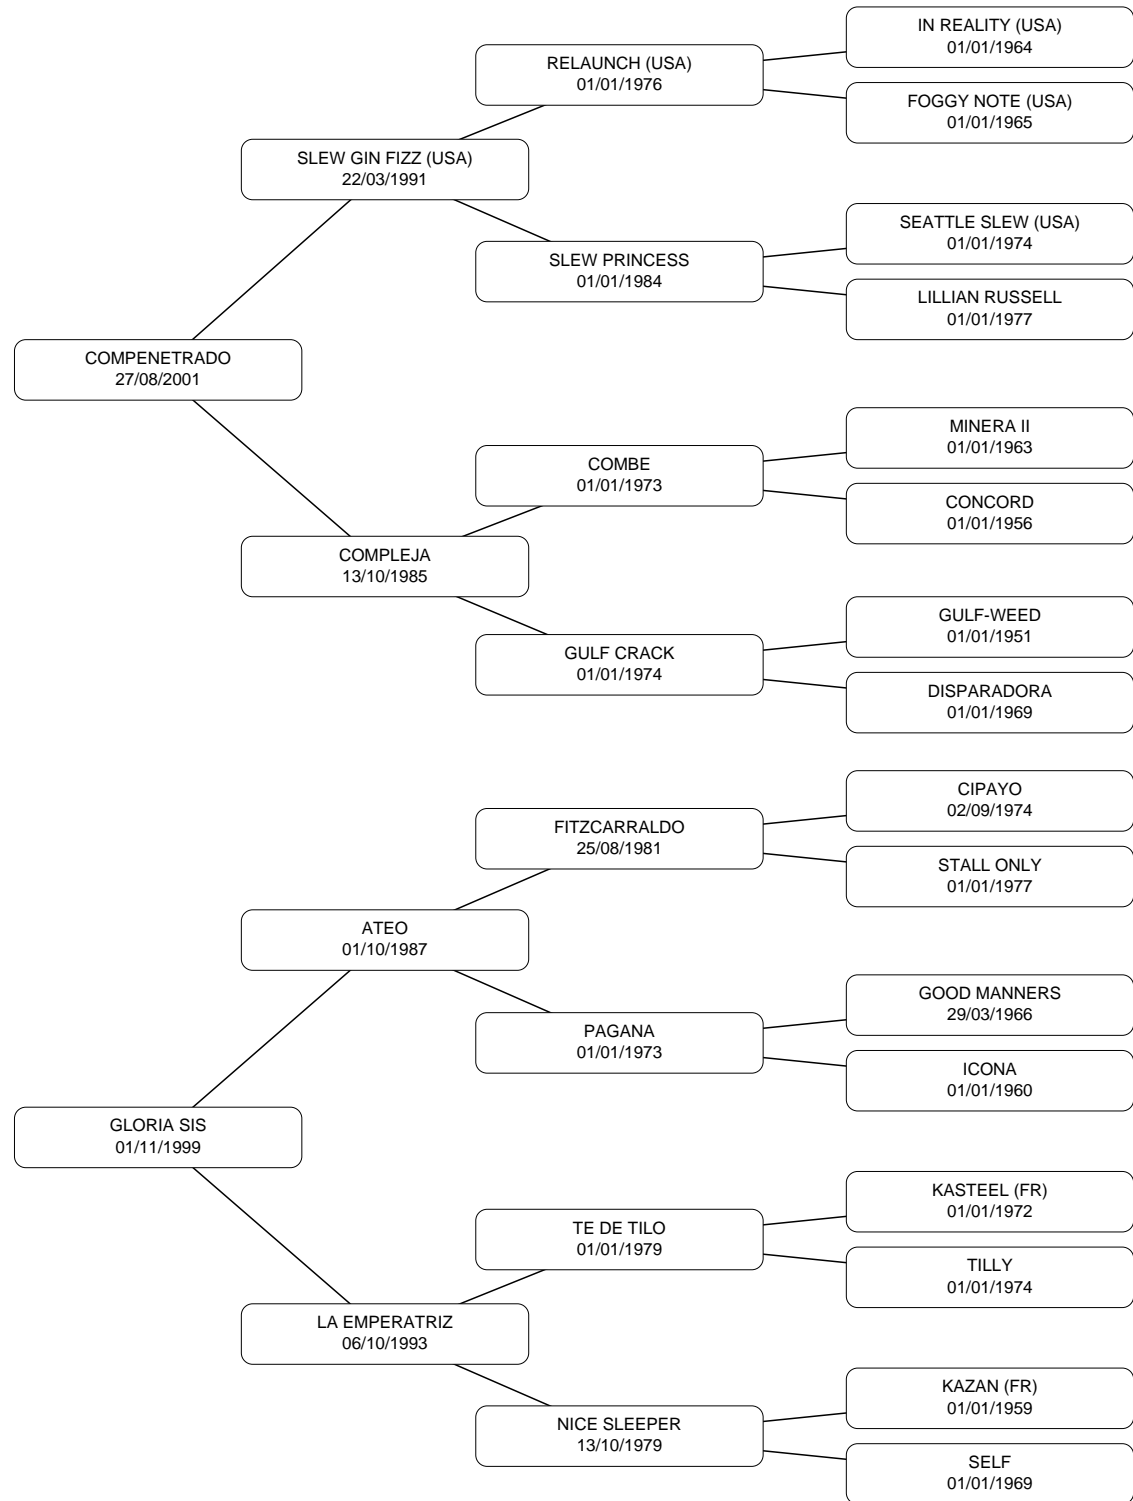 IN REALITY (USA)
01/01/1964
RELAUNCH (USA)
01/01/1976
FOGGY NOTE (USA)
01/01/1965
SLEW GIN FIZZ (USA)
22/03/1991
SEATTLE SLEW (USA)
01/01/1974
SLEW PRINCESS
01/01/1984
LILLIAN RUSSELL
01/01/1977
COMPENETRADO
27/08/2001
MINERA II
01/01/1963
COMBE
01/01/1973
CONCORD
01/01/1956
COMPLEJA
13/10/1985
GULF-WEED
01/01/1951
GULF CRACK
01/01/1974
DISPARADORA
01/01/1969
CIPAYO
02/09/1974
FITZCARRALDO
25/08/1981
STALL ONLY
01/01/1977
ATEO
01/10/1987
GOOD MANNERS
29/03/1966
PAGANA
01/01/1973
ICONA
01/01/1960
GLORIA SIS
01/11/1999
KASTEEL (FR)
01/01/1972
TE DE TILO
01/01/1979
TILLY
01/01/1974
LA EMPERATRIZ
06/10/1993
KAZAN (FR)
01/01/1959
NICE SLEEPER
13/10/1979
SELF
01/01/1969